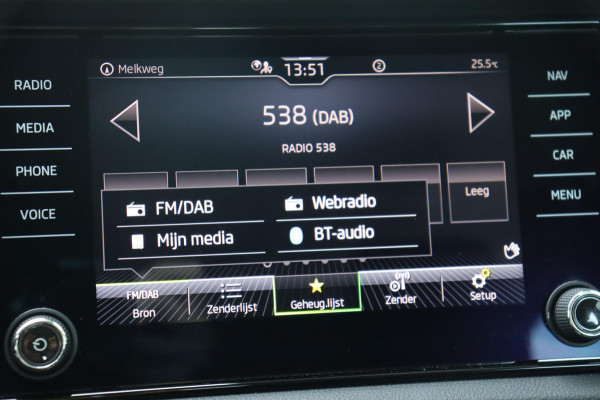 RADIO
MEDIA
PHONE
VOICE
Melkweg
13:51
2
25.5°c
538 (DAB)
RADIO 538
Leeg
FM/DAB
Webradio
Mijn media
BT-audio
FM/DAB
Bron
Zenderlijst
Geheug.lijst
Zender
Setup
NAV
APP
CAR
MENU